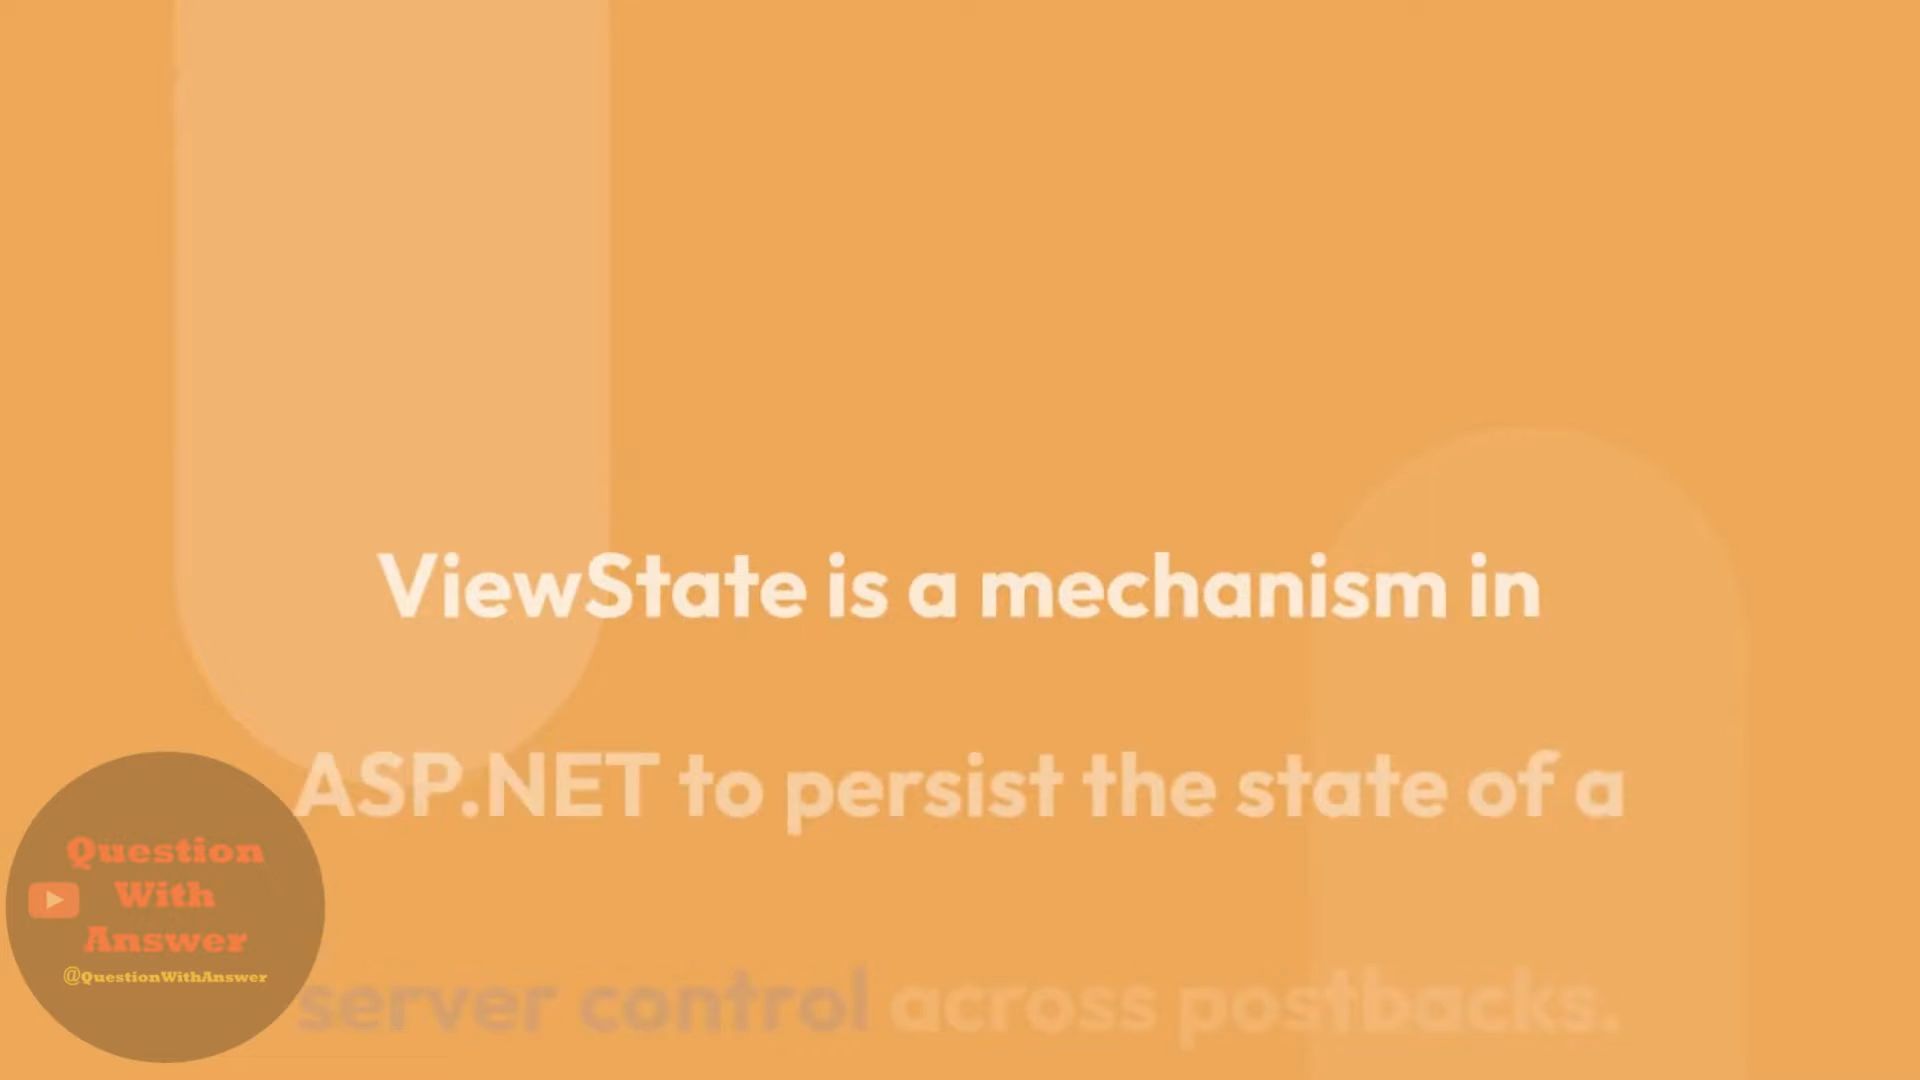 ViewState is a mechanism in
ASP.NET to persist the state of a
server control across postbacks.
Question
With
Answer
@QuestionWithAnswer